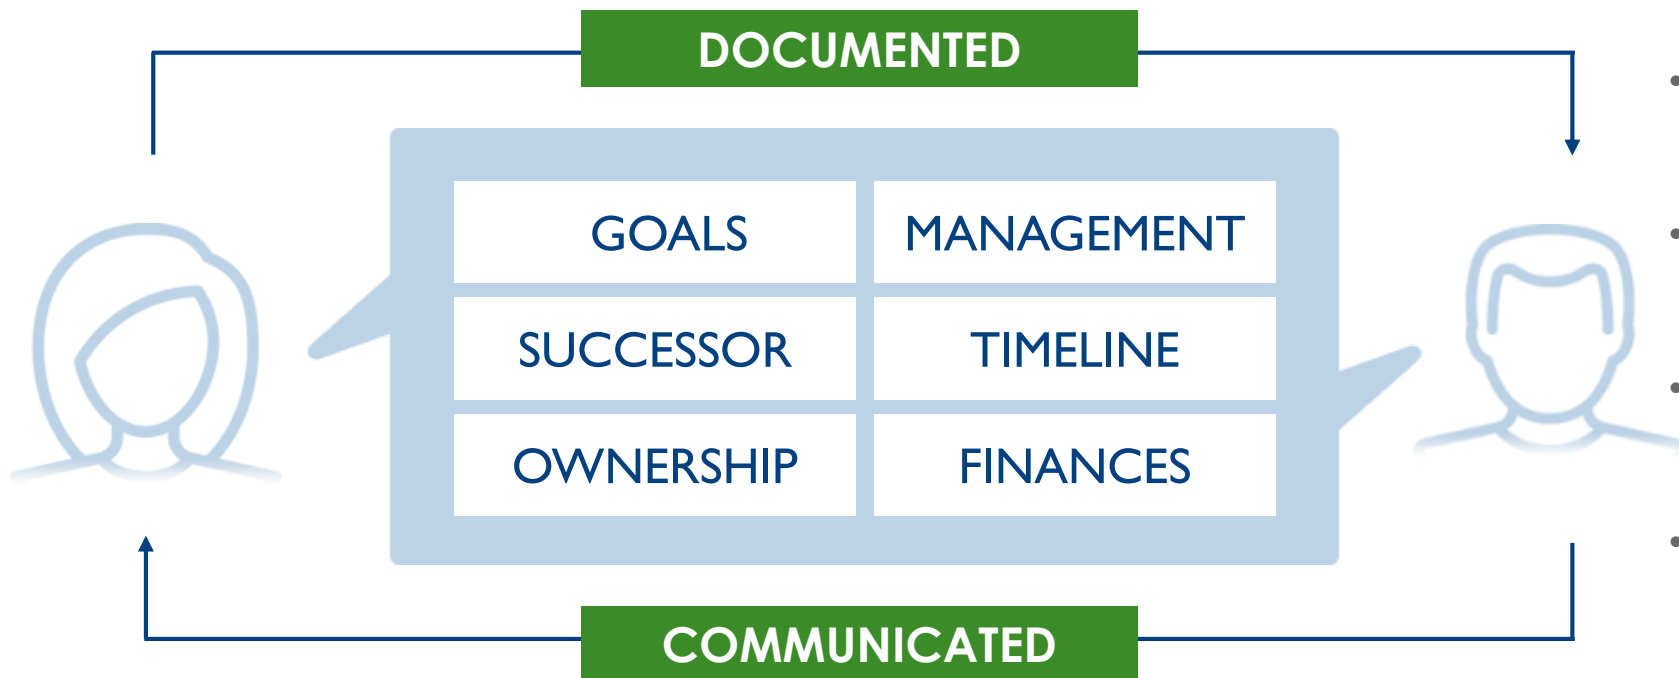 DOCUMENTED
GOALS
MANAGEMENT
SUCCESSOR
TIMELINE
OWNERSHIP
FINANCES
COMMUNICATED